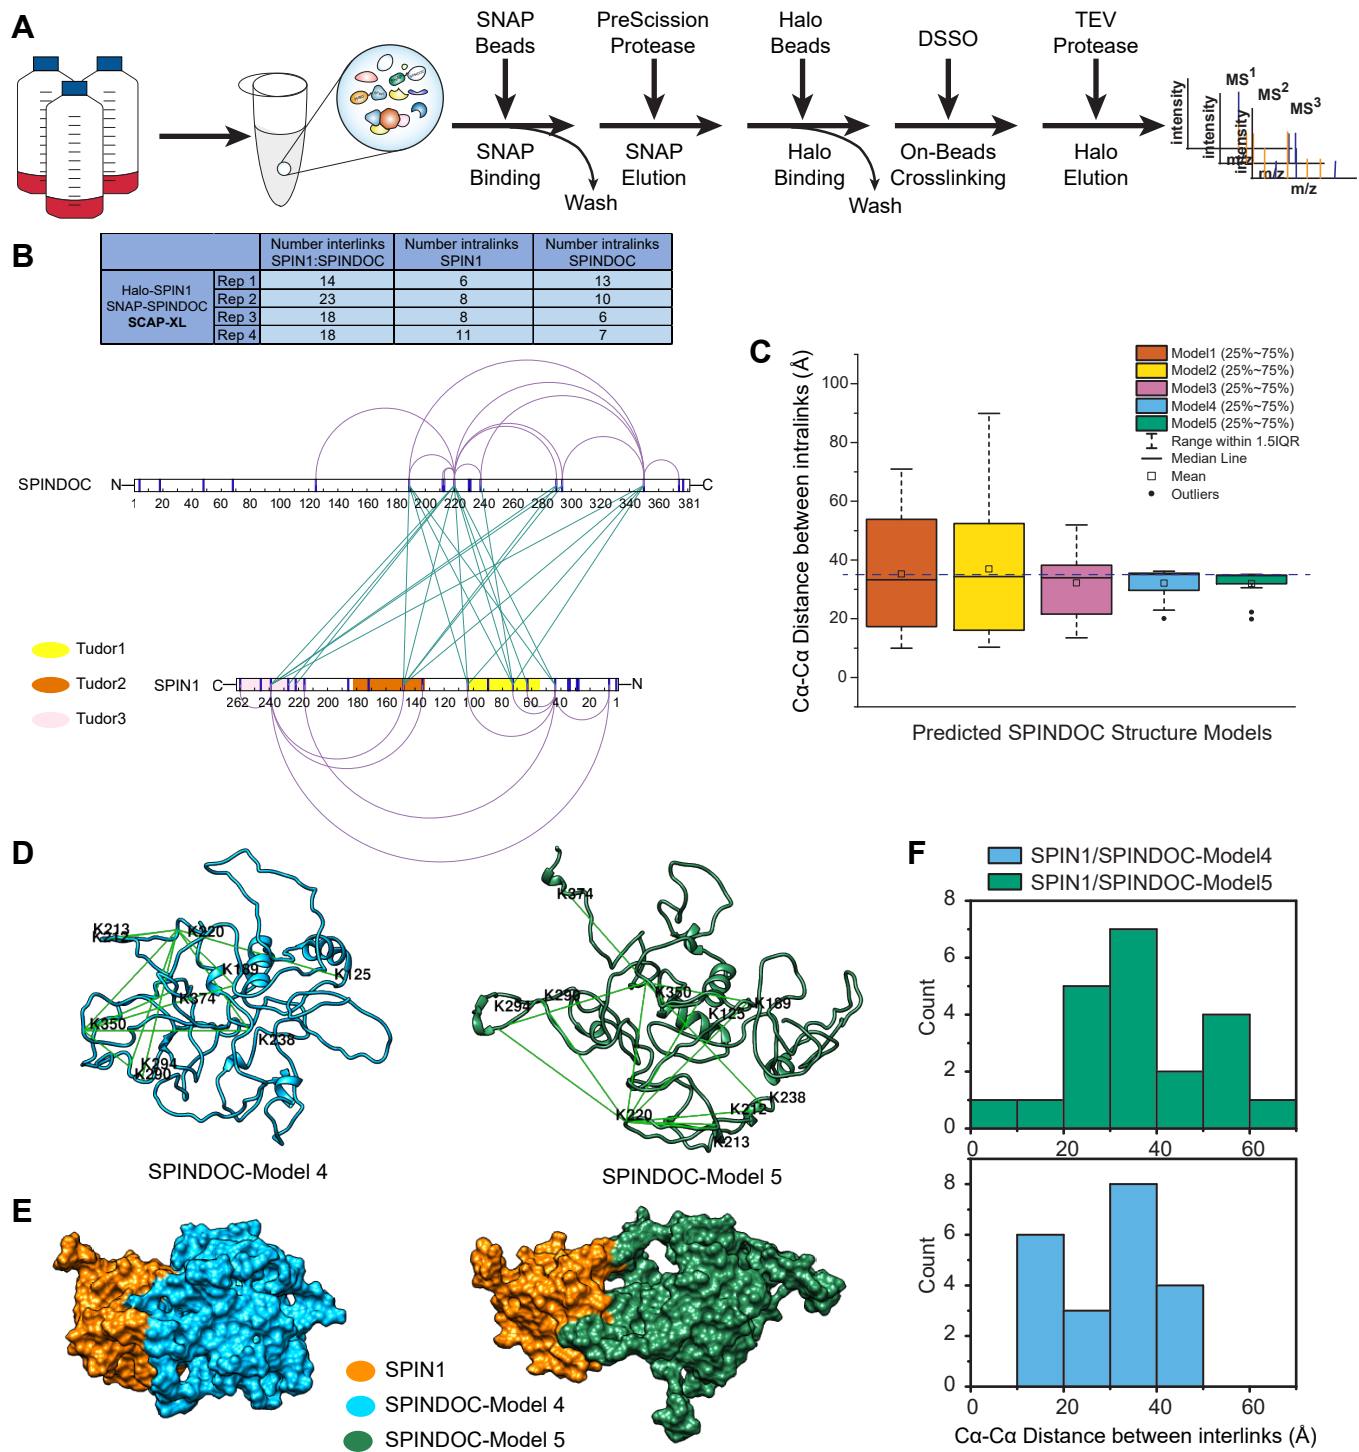 A
SNAP Beads
PreScission Protease
Halo Beads
DSSO
TEV Protease
SNAP Binding
Wash
SNAP Elution
Halo Binding
Wash
On-Beads Crosslinking
Halo Elution
intensity
MS1
intensity
m/z
MS2
intensity
m/z
MS3
m/z
B
Number interlinks SPIN1:SPINDOC
Number intralinks SPIN1
Number intralinks SPINDOC
Halo-SPIN1
SNAP-SPINDOC
SCAP-XL
Rep 1 14 6 13
Rep 2 23 8 10
Rep 3 18 8 6
Rep 4 18 11 7
SPINDOC N C
1 20 40 60 80 100 120 140 160 180 200 220 240 260 280 300 320 340 360 381
Tudor1
Tudor2
Tudor3
SPIN1 C N
262 240 220 200 180 160 140 120 100 80 60 40 20 1
C
Cα-Cα Distance between intralinks (Å)
100
80
60
40
20
0
Model1 (25%~75%)
Model2 (25%~75%)
Model3 (25%~75%)
Model4 (25%~75%)
Model5 (25%~75%)
Range within 1.5IQR
Median Line
Mean
Outliers
Predicted SPINDOC Structure Models
D
K213
K212
K220
K189
K125
K374
K350
K238
K294
K290
SPINDOC-Model 4
K374
K294
K290
K350
K125
K189
K238
K212
K220
K213
SPINDOC-Model 5
E
SPIN1
SPINDOC-Model 4
SPINDOC-Model 5
F
SPIN1/SPINDOC-Model4
SPIN1/SPINDOC-Model5
Count
8
6
4
2
0
0 20 40 60
Count
8
6
4
2
0
0 20 40 60
Cα-Cα Distance between interlinks (Å)